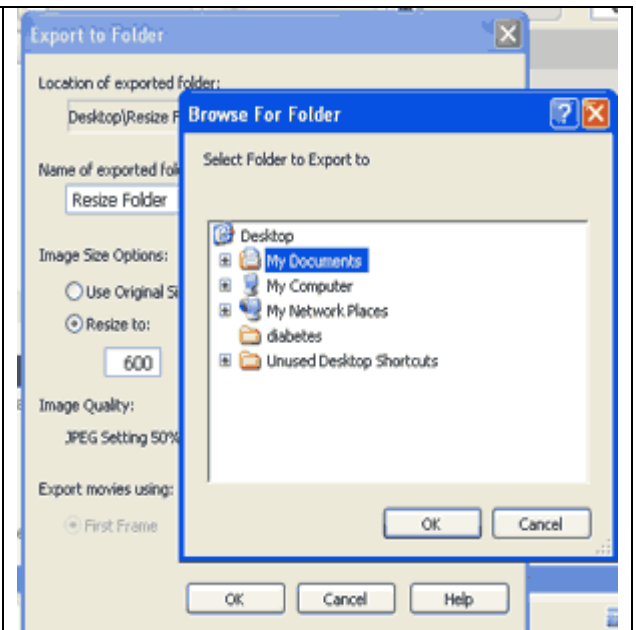 Export to Folder
Location of exported folder:
Desktop\Resize F
Name of exported fol
Resize Folder
Image Size Options:
Use Original Si
Resize to:
600
Image Quality:
JPEG Setting 50%
Export movies using:
First Frame
OK Cancel Help
Browse For Folder
Select Folder to Export to
Desktop
My Documents
My Computer
My Network Places
diabetes
Unused Desktop Shortcuts
OK Cancel